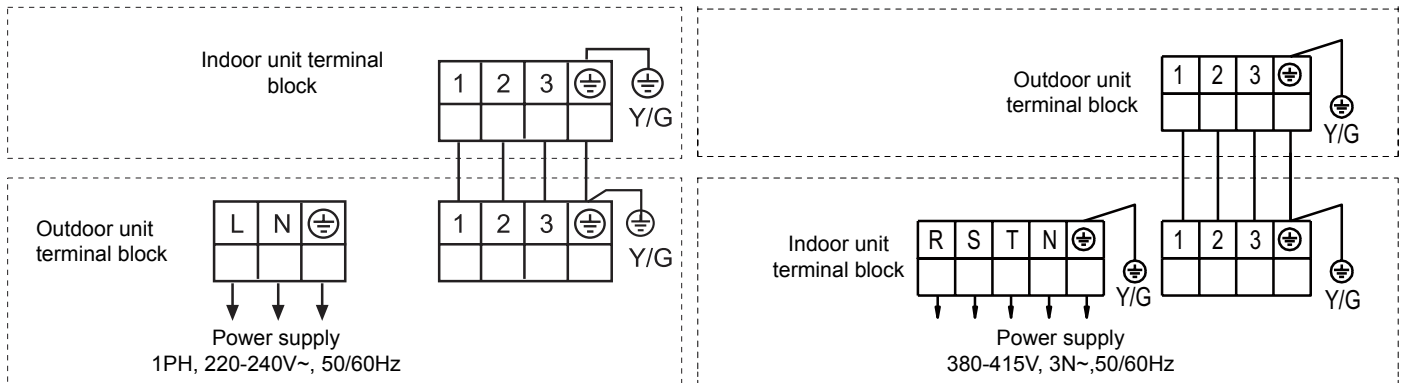 Indoor unit terminal
block
1 2 3
Y/G
Outdoor unit
terminal block
L N
1 2 3
Y/G
Power supply
1PH, 220-240V~, 50/60Hz
Outdoor unit
terminal block
1 2 3
Y/G
Indoor unit
terminal block
R S T N
Y/G
1 2 3
Y/G
Power supply
380-415V, 3N~,50/60Hz